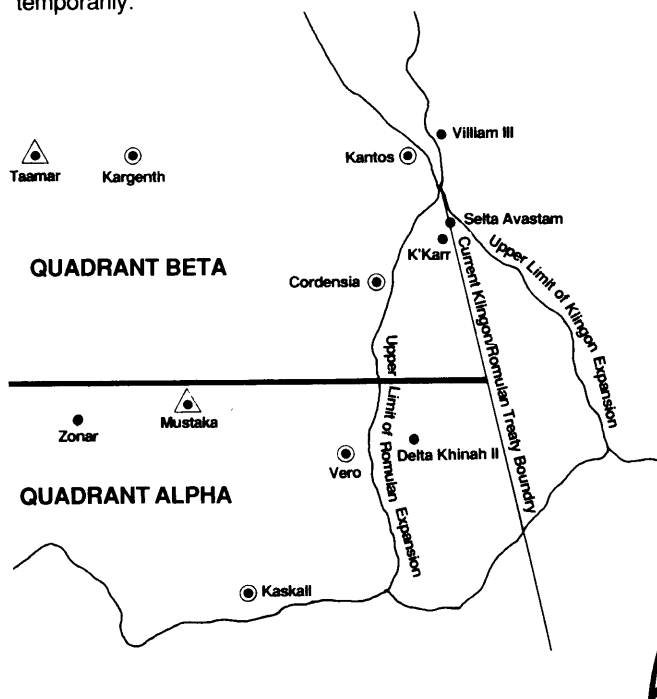 temporarily.
Villiam III
Kantos
Taamar
Kargenth
Selta Avastam
K'Karr
QUADRANT BETA
Cordensia
Upper Limit of Klingon Expansion
Current Klingon/Romulan Treaty Boundry
Upper Limit of Romulan Expansion
Mustaka
Zonar
Delta Khinah II
Vero
QUADRANT ALPHA
Kaskall